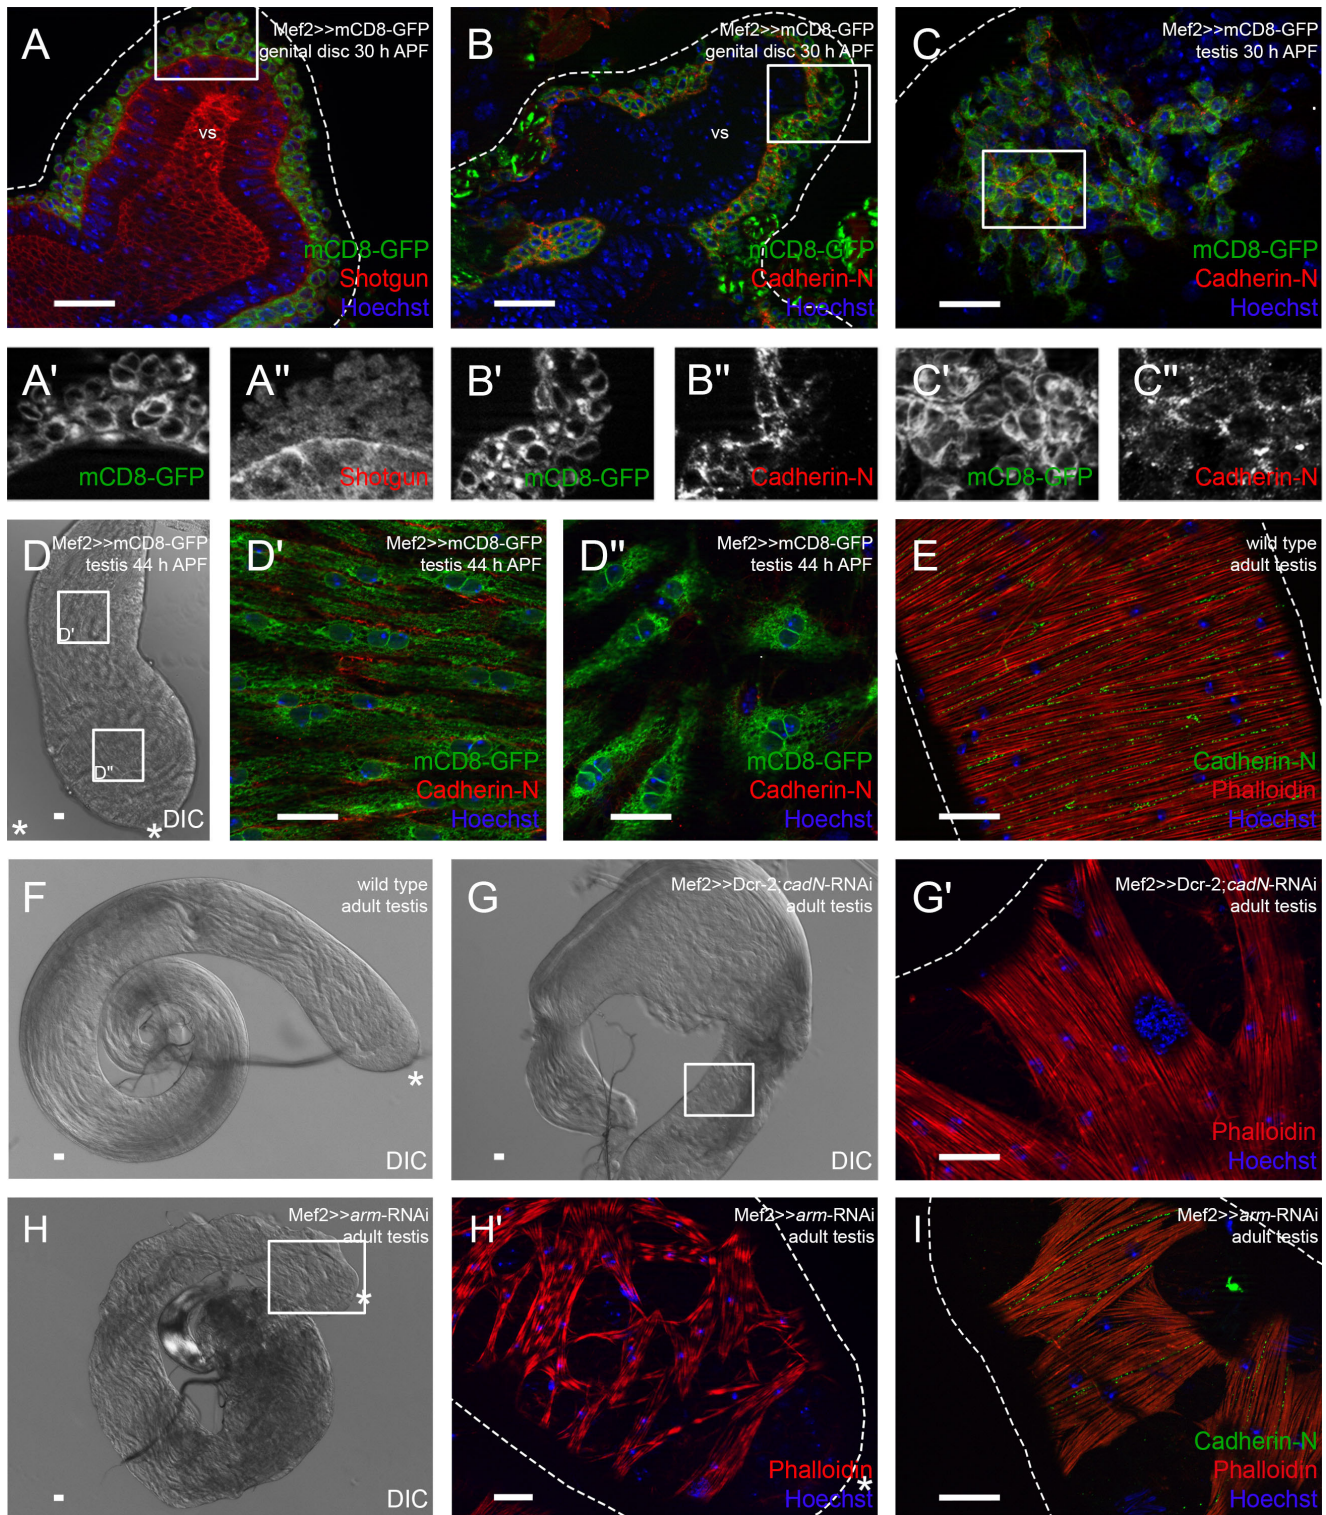 A
Mef2>>mCD8-GFP
genital disc 30 h APF
vs
mCD8-GFP
Shotgun
Hoechst
B
Mef2>>mCD8-GFP
genital disc 30 h APF
vs
mCD8-GFP
Cadherin-N
Hoechst
C
Mef2>>mCD8-GFP
testis 30 h APF
mCD8-GFP
Cadherin-N
Hoechst
A'
mCD8-GFP
A"
Shotgun
B'
mCD8-GFP
B"
Cadherin-N
C'
mCD8-GFP
C"
Cadherin-N
D
Mef2>>mCD8-GFP
testis 44 h APF
D'
D"
* *
DIC
D'
Mef2>>mCD8-GFP
testis 44 h APF
mCD8-GFP
Cadherin-N
Hoechst
D"
Mef2>>mCD8-GFP
testis 44 h APF
mCD8-GFP
Cadherin-N
Hoechst
E
wild type
adult testis
Cadherin-N
Phalloidin
Hoechst
F
wild type
adult testis
*
DIC
G
Mef2>>Dcr-2;cadN-RNAi
adult testis
DIC
G'
Mef2>>Dcr-2;cadN-RNAi
adult testis
Phalloidin
Hoechst
H
Mef2>>arm-RNAi
adult testis
*
DIC
H'
Mef2>>arm-RNAi
adult testis
Phalloidin
Hoechst
*
I
Mef2>>arm-RNAi
adult testis
Cadherin-N
Phalloidin
Hoechst